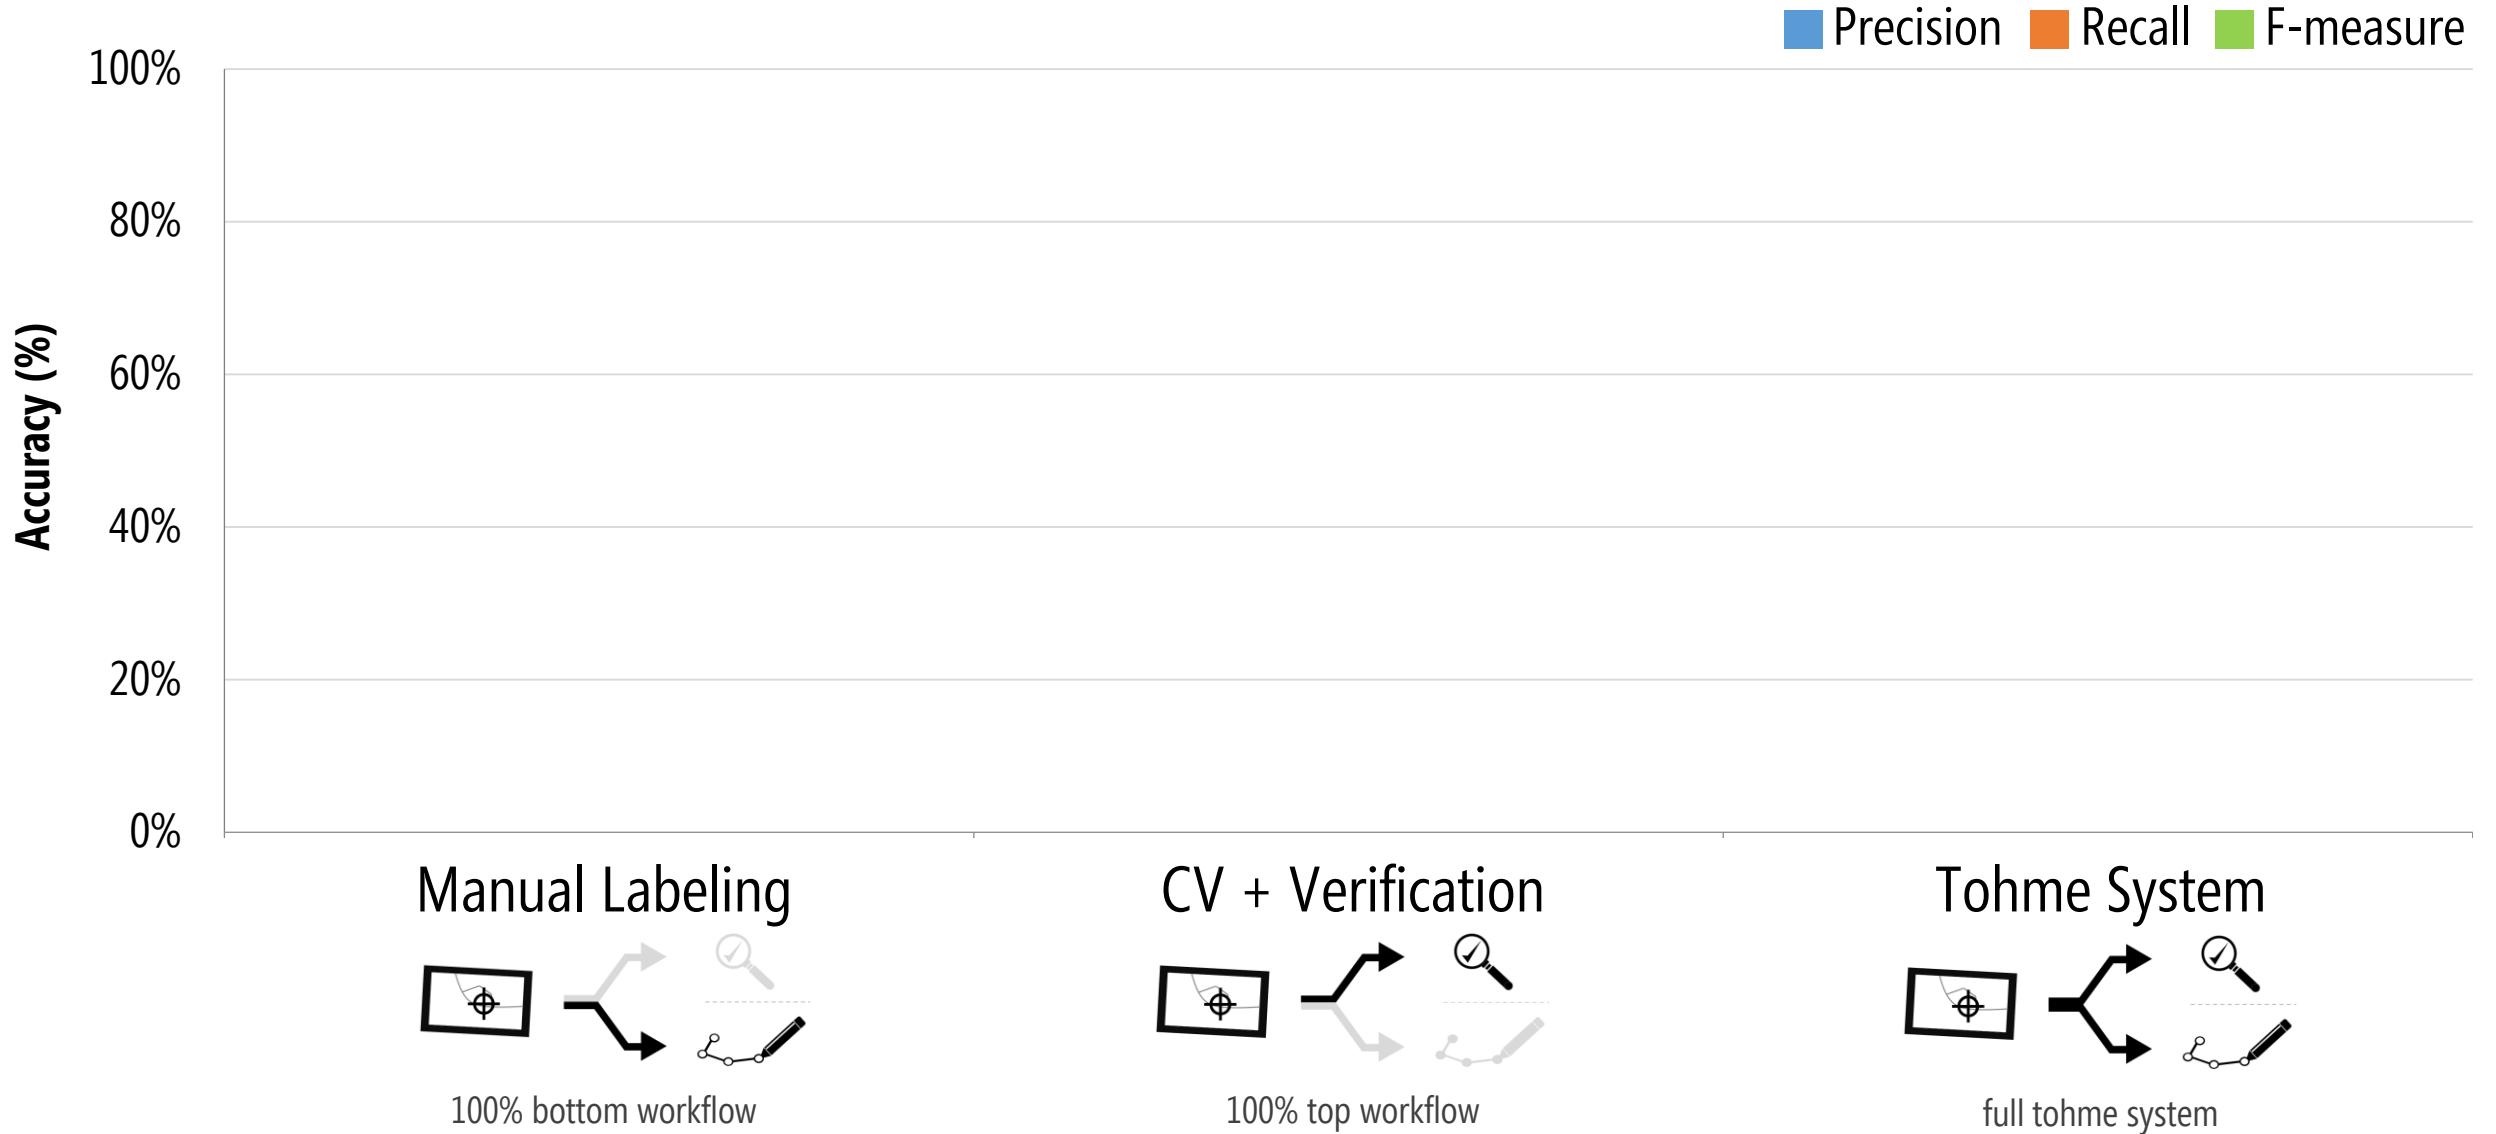 Precision Recall F-measure
100%
80%
60%
40%
20%
0%
Accuracy (%)
Manual Labeling CV + Verification Tohme System
100% bottom workflow 100% top workflow full tohme system